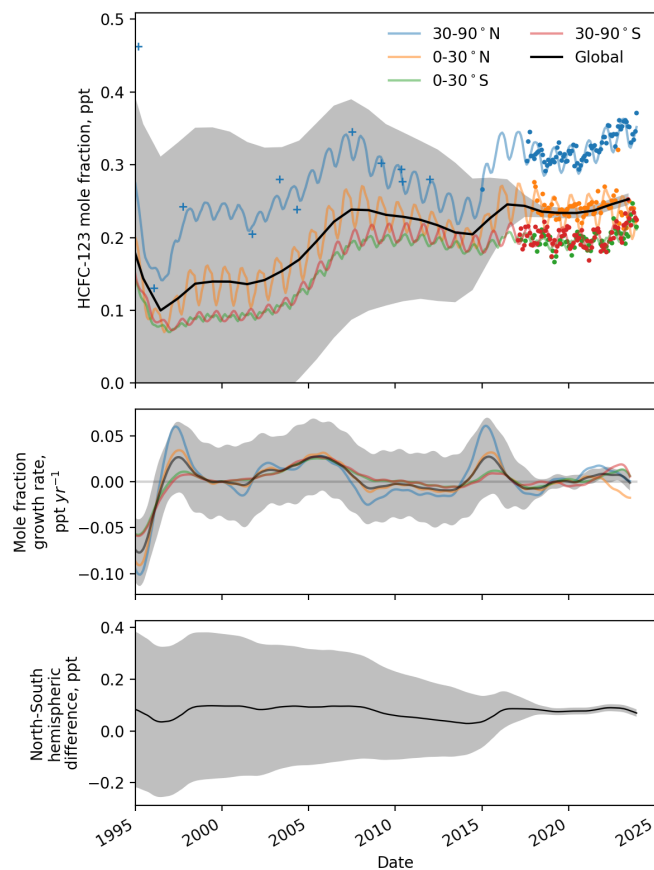 HCFC-123 mole fraction, ppt
0.5
0.4
0.3
0.2
0.1
0.0
30-90°N
0-30°N
0-30°S
30-90°S
Global
Mole fraction
growth rate,
ppt yr⁻¹
0.05
0.00
−0.05
−0.10
North-South
hemispheric
difference, ppt
0.4
0.2
0.0
−0.2
1995
2000
2005
2010
2015
2020
2025
Date